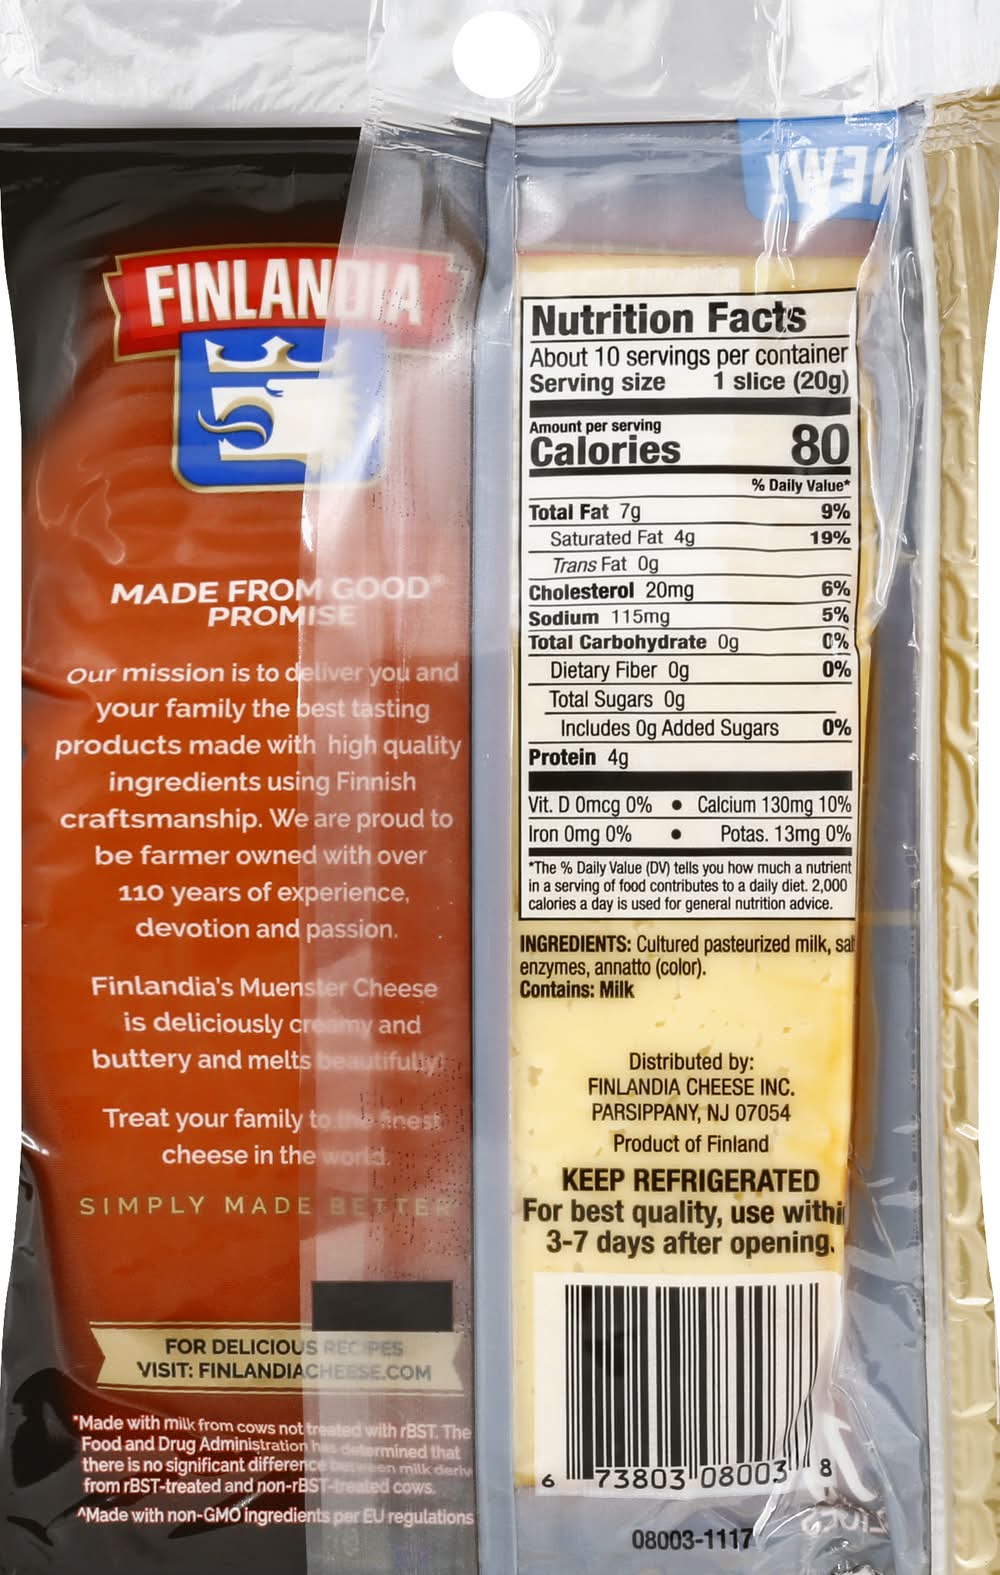 FINLANDIA
MADE FROM GOOD^
PROMISE
Our mission is to deliver you and
your family the best tasting
products made with high quality
ingredients using Finnish
craftsmanship. We are proud to
be farmer owned with over
110 years of experience,
devotion and passion.
Finlandia's Muenster Cheese
is deliciously creamy and
buttery and melts beautifully!
Treat your family to the finest
cheese in the world.
SIMPLY MADE BETTER
FOR DELICIOUS RECIPES
VISIT: FINLANDIACHEESE.COM
*Made with milk from cows not treated with rBST. The
Food and Drug Administration has determined that
there is no significant difference between milk deriv
from rBST-treated and non-rBST-treated cows.
^Made with non-GMO ingredients per EU regulations
NEW!
Nutrition Facts
About 10 servings per container
Serving size 1 slice (20g)
Amount per serving
Calories 80
% Daily Value*
Total Fat 7g 9%
Saturated Fat 4g 19%
Trans Fat 0g
Cholesterol 20mg 6%
Sodium 115mg 5%
Total Carbohydrate 0g 0%
Dietary Fiber 0g 0%
Total Sugars 0g
Includes 0g Added Sugars 0%
Protein 4g
Vit. D 0mcg 0% • Calcium 130mg 10%
Iron 0mg 0% • Potas. 13mg 0%
*The % Daily Value (DV) tells you how much a nutrient
in a serving of food contributes to a daily diet. 2,000
calories a day is used for general nutrition advice.
INGREDIENTS: Cultured pasteurized milk, sal
enzymes, annatto (color).
Contains: Milk
Distributed by:
FINLANDIA CHEESE INC.
PARSIPPANY, NJ 07054
Product of Finland
KEEP REFRIGERATED
For best quality, use withi
3-7 days after opening.
6 73803 08003 8
08003-1117